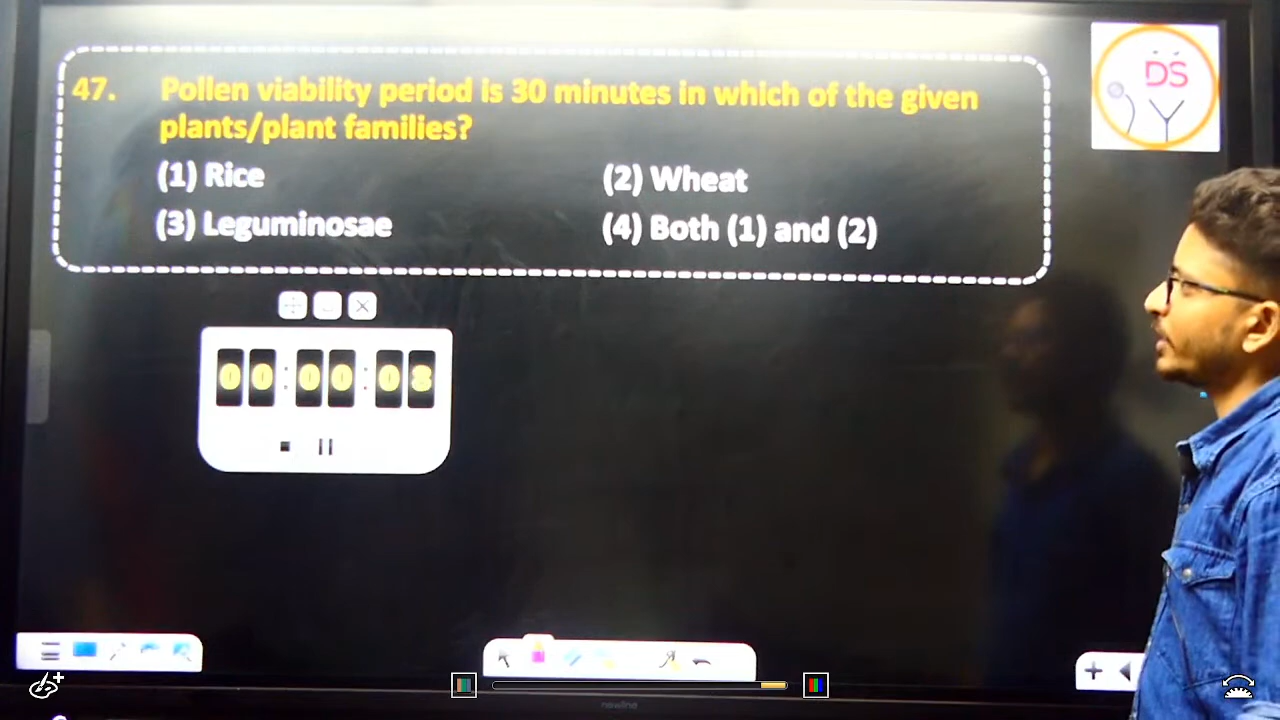 47. Pollen viability period is 30 minutes in which of the given
plants/plant families?
(1) Rice (2) Wheat
(3) Leguminosae (4) Both (1) and (2)
DS
00:00:08
newline